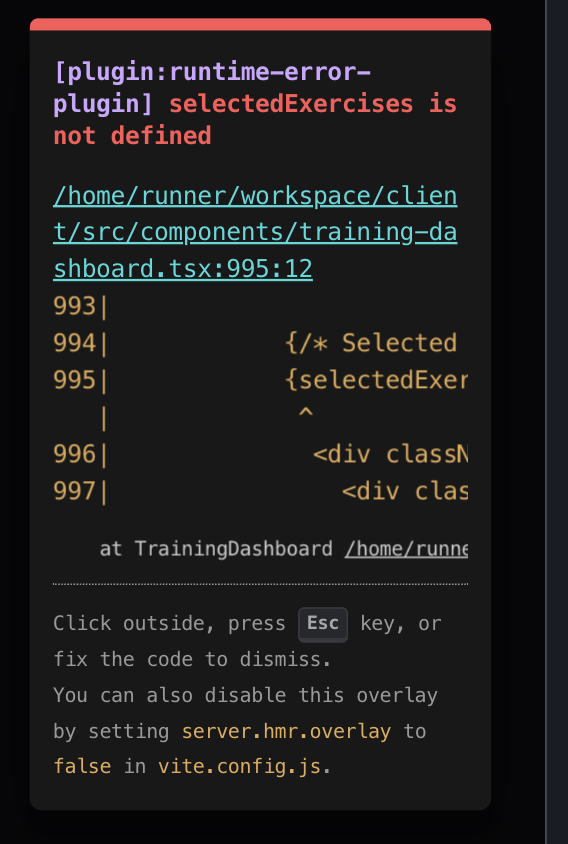 [plugin:runtime-error-
plugin] selectedExercises is
not defined
/home/runner/workspace/clien
t/src/components/training-da
shboard.tsx:995:12
993|
994|            {/* Selected
995|            {selectedExer
   |             ^
996|              <div classN
997|                <div clas
at TrainingDashboard /home/runne
Click outside, press Esc key, or
fix the code to dismiss.
You can also disable this overlay
by setting server.hmr.overlay to
false in vite.config.js.